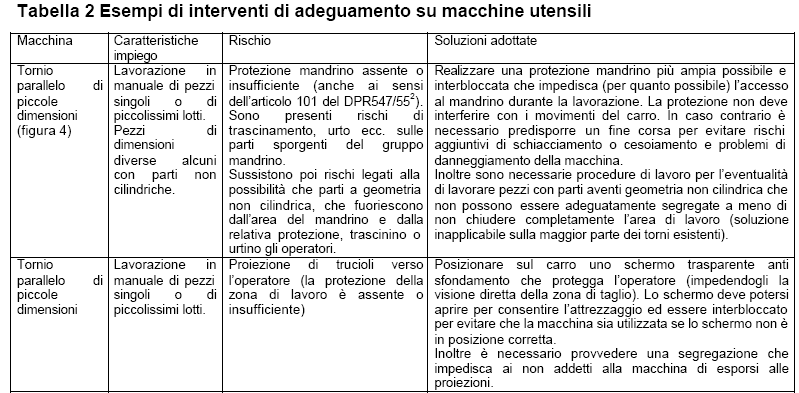 Tabella 2 Esempi di interventi di adeguamento su macchine utensili
Macchina
Caratteristiche
impiego
Rischio
Soluzioni adottate
Tornio
parallelo di
piccole
dimensioni
(figura 4)
Lavorazione in
manuale di pezzi
singoli o di
piccolissimi lotti.
Pezzi di
dimensioni
diverse alcuni
con parti non
cilindriche.
Protezione mandrino assente o
insufficiente (anche ai sensi
dell'articolo 101 del DPR547/55²).
Sono presenti rischi di
trascinamento, urto ecc. sulle
parti sporgenti del gruppo
mandrino.
Sussistono poi rischi legati alla
possibilità che parti a geometria
non cilindrica, che fuoriescono
dall'area del mandrino e dalla
relativa protezione, trascinino o
urtino gli operatori.
Realizzare una protezione mandrino più ampia possibile e
interbloccata che impedisca (per quanto possibile) l'accesso
al mandrino durante la lavorazione. La protezione non deve
interferire con i movimenti del carro. In caso contrario è
necessario predisporre un fine corsa per evitare rischi
aggiuntivi di schiacciamento o cesoiamento e problemi di
danneggiamento della macchina.
Inoltre sono necessarie procedure di lavoro per l'eventualità
di lavorare pezzi con parti aventi geometria non cilindrica che
non possono essere adeguatamente segregate a meno di
non chiudere completamente l'area di lavoro (soluzione
inapplicabile sulla maggior parte dei torni esistenti).
Tornio
parallelo di
piccole
dimensioni
Lavorazione in
manuale di pezzi
singoli o di
piccolissimi lotti.
Proiezione di trucioli verso
l'operatore (la protezione della
zona di lavoro è assente o
insufficiente)
Posizionare sul carro uno schermo trasparente anti
sfondamento che protegga l'operatore (impedendogli la
visione diretta della zona di taglio). Lo schermo deve potersi
aprire per consentire l'attrezzaggio ed essere interbloccato
per evitare che la macchina sia utilizzata se lo schermo non è
in posizione corretta.
Inoltre è necessario provvedere una segregazione che
impedisca ai non addetti alla macchina di esporsi alle
proiezioni.